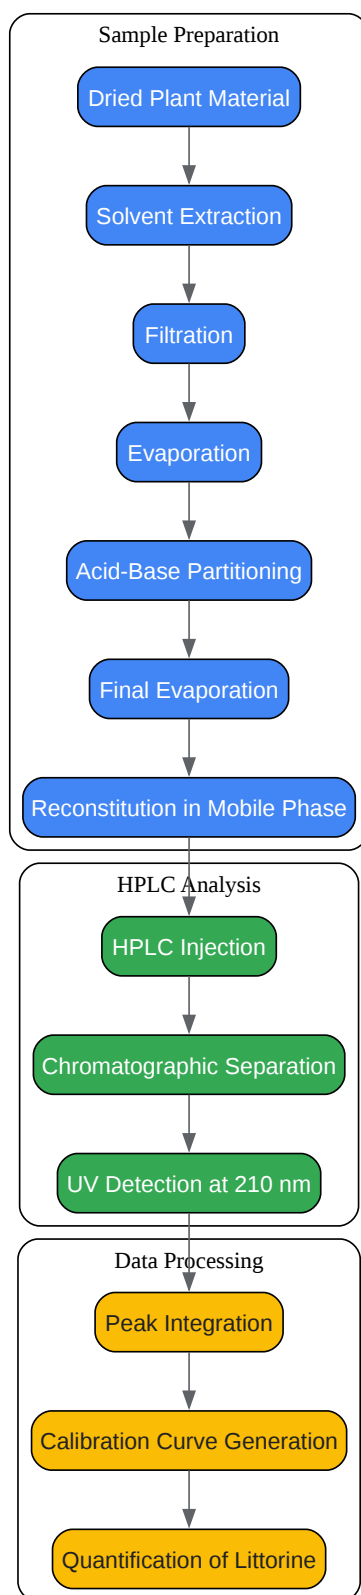 Sample Preparation
Dried Plant Material
Solvent Extraction
Filtration
Evaporation
Acid-Base Partitioning
Final Evaporation
Reconstitution in Mobile Phase
HPLC Analysis
HPLC Injection
Chromatographic Separation
UV Detection at 210 nm
Data Processing
Peak Integration
Calibration Curve Generation
Quantification of Littorine